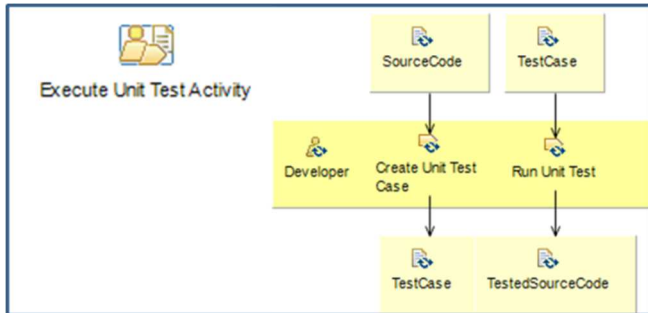 SourceCode
TestCase
Execute Unit Test Activity
Developer
Create Unit Test
Case
Run Unit Test
TestCase
TestedSourceCode